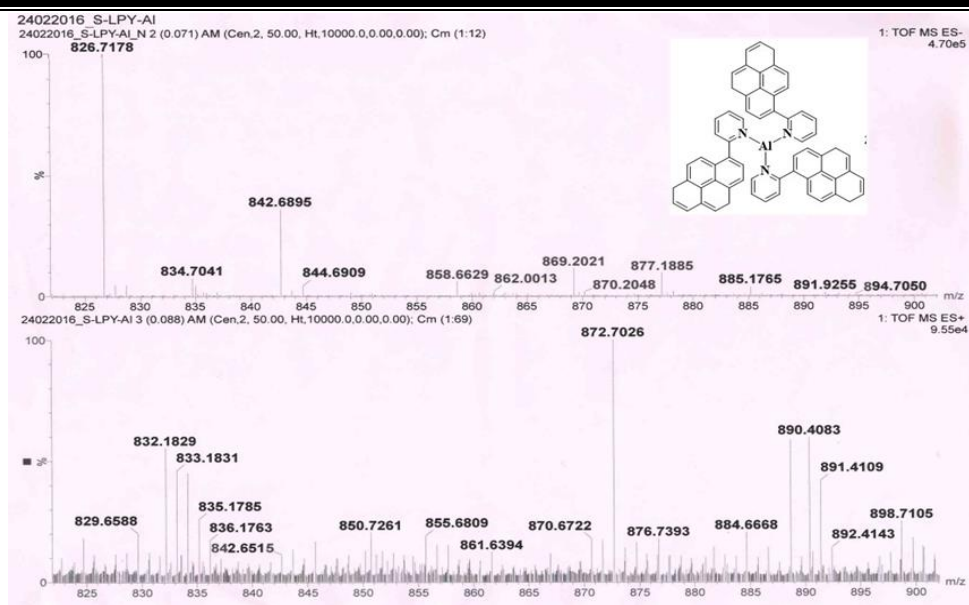 24022016_S-LPY-Al
24022016_S-LPY-Al_N 2 (0.071) AM (Cen,2, 50.00, Ht,10000.0,0.00,0.00); Cm (1:12)
1: TOF MS ES-
4.70e5
826.7178
100
%
0
834.7041
842.6895
844.6909
858.6629
862.0013
869.2021
870.2048
877.1885
885.1765
891.9255
894.7050
N
N
Al
N
825 830 835 840 845 850 855 860 865 870 875 880 885 890 895 900 m/z
24022016_S-LPY-Al 3 (0.088) AM (Cen,2, 50.00, Ht,10000.0,0.00,0.00); Cm (1:69)
1: TOF MS ES+
9.55e4
872.7026
100
%
0
829.6588
832.1829
833.1831
835.1785
836.1763
842.6515
850.7261
855.6809
861.6394
870.6722
876.7393
884.6668
890.4083
891.4109
892.4143
898.7105
825 830 835 840 845 850 855 860 865 870 875 880 885 890 895 900 m/z